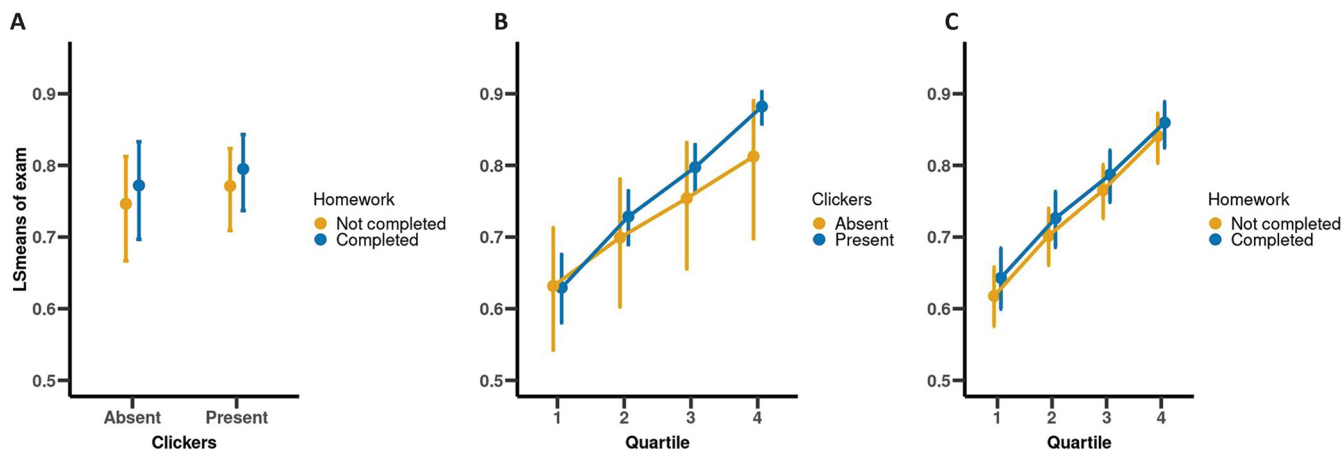 A
LSmeans of exam
0.9
0.8
0.7
0.6
0.5
Absent
Present
Clickers
Homework
Not completed
Completed
B
0.9
0.8
0.7
0.6
0.5
1
2
3
4
Quartile
Clickers
Absent
Present
C
0.9
0.8
0.7
0.6
0.5
1
2
3
4
Quartile
Homework
Not completed
Completed